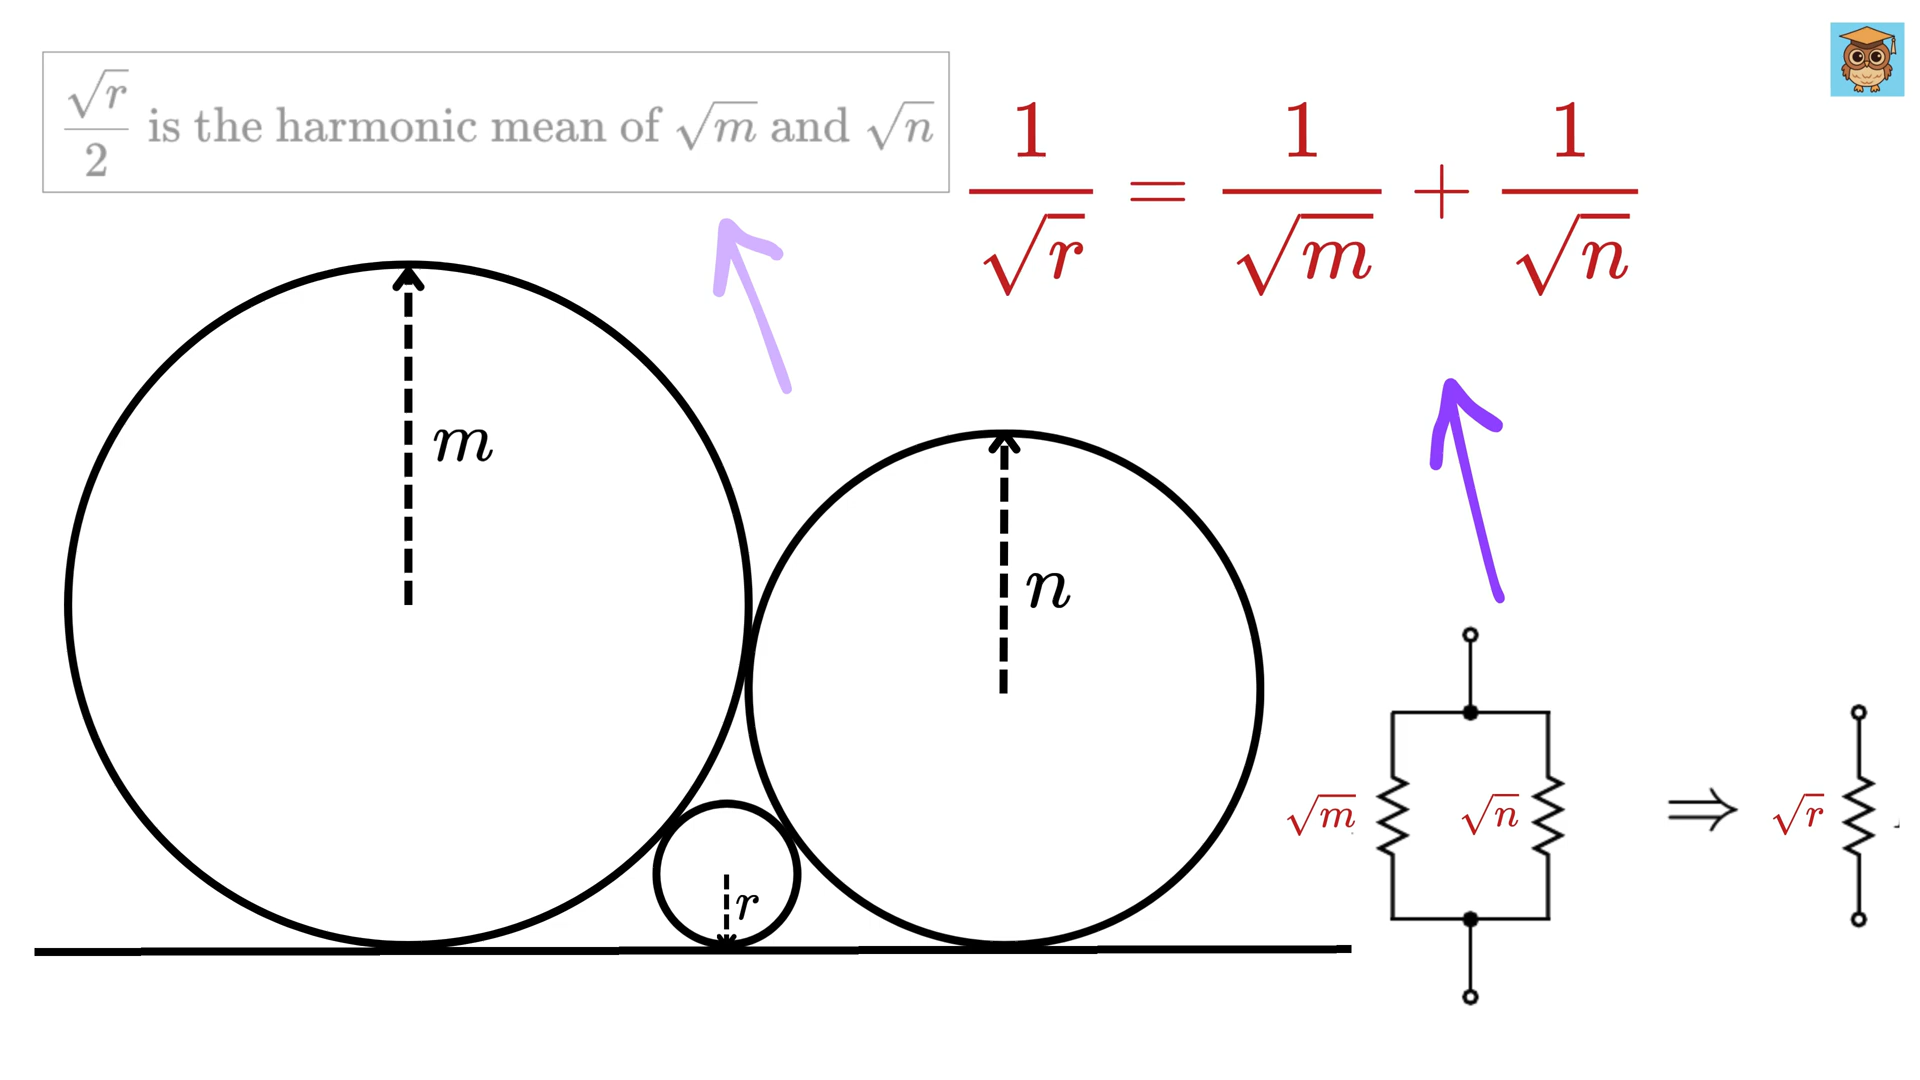 √r/2 is the harmonic mean of √m and √n
1/√r = 1/√m + 1/√n
m
n
r
√m √n ⇒ √r